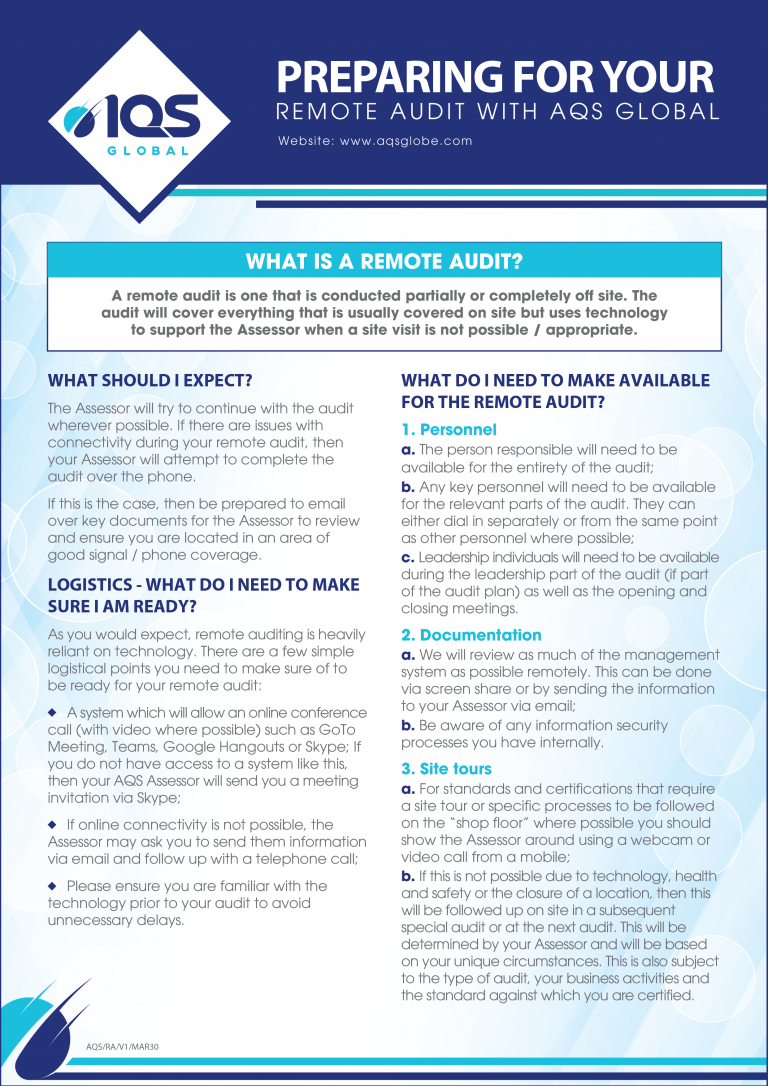 AQS
GLOBAL
PREPARING FOR YOUR
REMOTE AUDIT WITH AQS GLOBAL
Website: www.aqsglobe.com
WHAT IS A REMOTE AUDIT?
A remote audit is one that is conducted partially or completely off site. The
audit will cover everything that is usually covered on site but uses technology
to support the Assessor when a site visit is not possible / appropriate.
WHAT SHOULD I EXPECT?
The Assessor will try to continue with the audit
wherever possible. If there are issues with
connectivity during your remote audit, then
your Assessor will attempt to complete the
audit over the phone.
If this is the case, then be prepared to email
over key documents for the Assessor to review
and ensure you are located in an area of
good signal / phone coverage.
LOGISTICS - WHAT DO I NEED TO MAKE
SURE I AM READY?
As you would expect, remote auditing is heavily
reliant on technology. There are a few simple
logistical points you need to make sure of to
be ready for your remote audit:
◆ A system which will allow an online conference
call (with video where possible) such as GoTo
Meeting, Teams, Google Hangouts or Skype; If
you do not have access to a system like this,
then your AQS Assessor will send you a meeting
invitation via Skype;
◆ If online connectivity is not possible, the
Assessor may ask you to send them information
via email and follow up with a telephone call;
◆ Please ensure you are familiar with the
technology prior to your audit to avoid
unnecessary delays.
WHAT DO I NEED TO MAKE AVAILABLE
FOR THE REMOTE AUDIT?
1. Personnel
a. The person responsible will need to be
available for the entirety of the audit;
b. Any key personnel will need to be available
for the relevant parts of the audit. They can
either dial in separately or from the same point
as other personnel where possible;
c. Leadership individuals will need to be available
during the leadership part of the audit (if part
of the audit plan) as well as the opening and
closing meetings.
2. Documentation
a. We will review as much of the management
system as possible remotely. This can be done
via screen share or by sending the information
to your Assessor via email;
b. Be aware of any information security
processes you have internally.
3. Site tours
a. For standards and certifications that require
a site tour or specific processes to be followed
on the “shop floor” where possible you should
show the Assessor around using a webcam or
video call from a mobile;
b. If this is not possible due to technology, health
and safety or the closure of a location, then this
will be followed up on site in a subsequent
special audit or at the next audit. This will be
determined by your Assessor and will be based
on your unique circumstances. This is also subject
to the type of audit, your business activities and
the standard against which you are certified.
AQS/RA/V1/MAR30